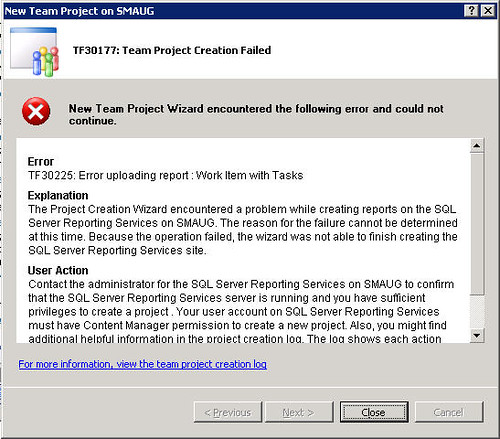 New Team Project on SMAUG
TF30177: Team Project Creation Failed
New Team Project Wizard encountered the following error and could not
continue.
Error
TF30225: Error uploading report : Work Item with Tasks
Explanation
The Project Creation Wizard encountered a problem while creating reports on the SQL
Server Reporting Services on SMAUG. The reason for the failure cannot be determined
at this time. Because the operation failed, the wizard was not able to finish creating the
SQL Server Reporting Services site.
User Action
Contact the administrator for the SQL Server Reporting Services on SMAUG to confirm
that the SQL Server Reporting Services server is running and you have sufficient
privileges to create a project . Your user account on SQL Server Reporting Services
must have Content Manager permission to create a new project. Also, you might find
additional helpful information in the project creation log. The log shows each action
For more information, view the team project creation log
< Previous
Next >
Close
Cancel